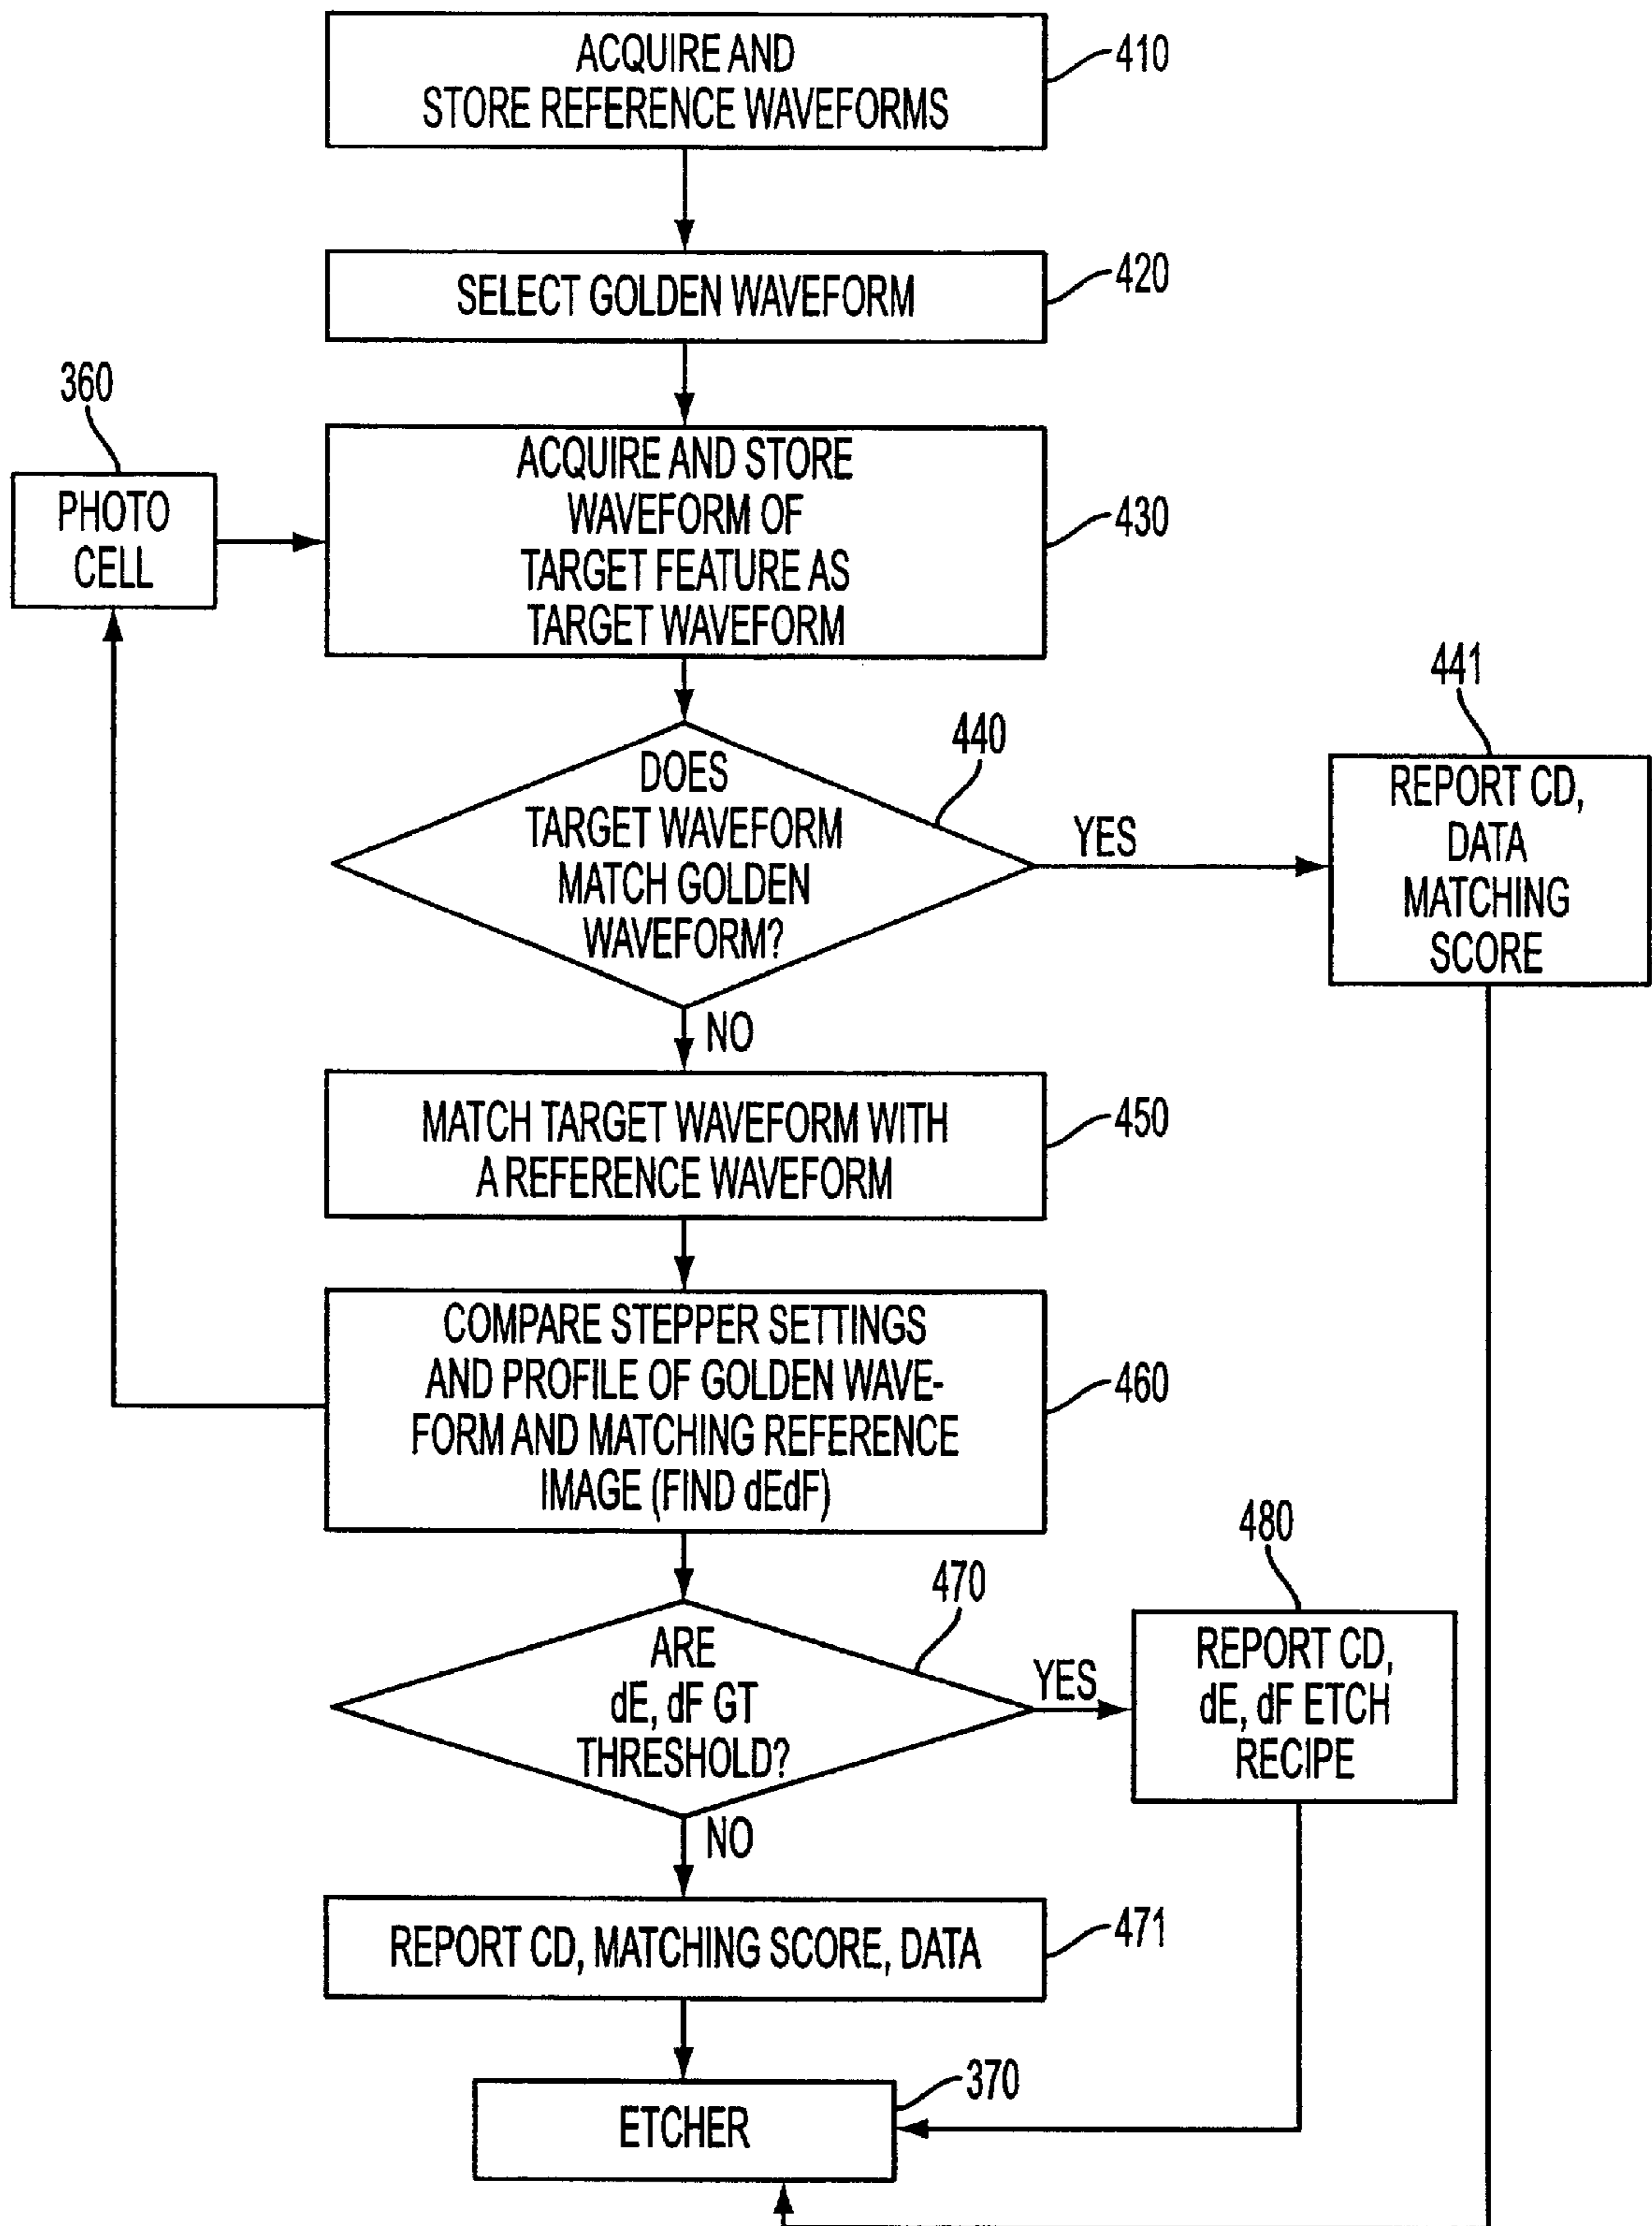 ACQUIRE AND
STORE REFERENCE WAVEFORMS
410
SELECT GOLDEN WAVEFORM
420
360
PHOTO
CELL
ACQUIRE AND STORE
WAVEFORM OF
TARGET FEATURE AS
TARGET WAVEFORM
430
DOES
TARGET WAVEFORM
MATCH GOLDEN
WAVEFORM?
440
YES
441
REPORT CD,
DATA
MATCHING
SCORE
NO
MATCH TARGET WAVEFORM WITH
A REFERENCE WAVEFORM
450
COMPARE STEPPER SETTINGS
AND PROFILE OF GOLDEN WAVE-
FORM AND MATCHING REFERENCE
IMAGE (FIND dEdF)
460
ARE
dE, dF GT
THRESHOLD?
470
YES
480
REPORT CD,
dE, dF ETCH
RECIPE
NO
REPORT CD, MATCHING SCORE, DATA
471
ETCHER
370